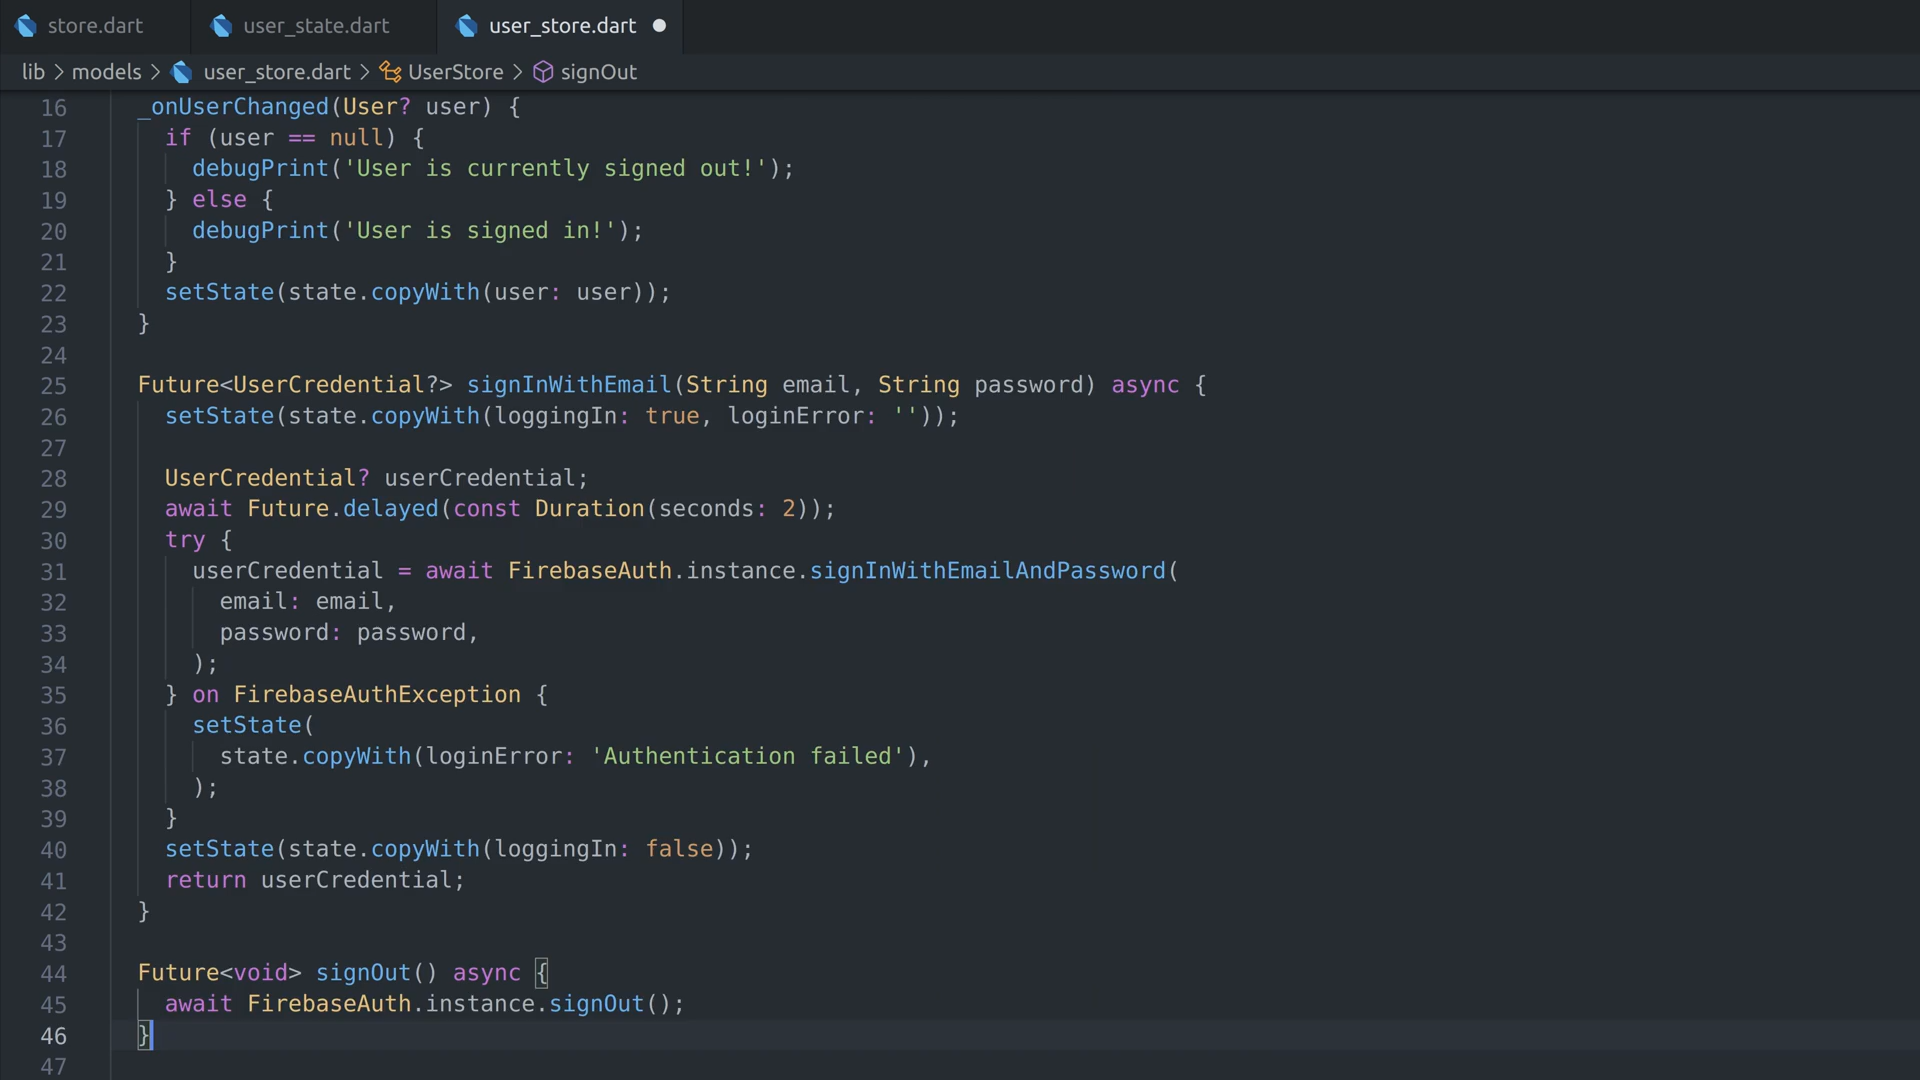 store.dart user_state.dart user_store.dart
lib > models > user_store.dart > UserStore > signOut
16 _onUserChanged(User? user) {
17 if (user == null) {
18 debugPrint('User is currently signed out!');
19 } else {
20 debugPrint('User is signed in!');
21 }
22 setState(state.copyWith(user: user));
23 }
24
25 Future<UserCredential?> signInWithEmail(String email, String password) async {
26 setState(state.copyWith(loggingIn: true, loginError: ''));
27
28 UserCredential? userCredential;
29 await Future.delayed(const Duration(seconds: 2));
30 try {
31 userCredential = await FirebaseAuth.instance.signInWithEmailAndPassword(
32 email: email,
33 password: password,
34 );
35 } on FirebaseAuthException {
36 setState(
37 state.copyWith(loginError: 'Authentication failed'),
38 );
39 }
40 setState(state.copyWith(loggingIn: false));
41 return userCredential;
42 }
43
44 Future<void> signOut() async {
45 await FirebaseAuth.instance.signOut();
46 }
47